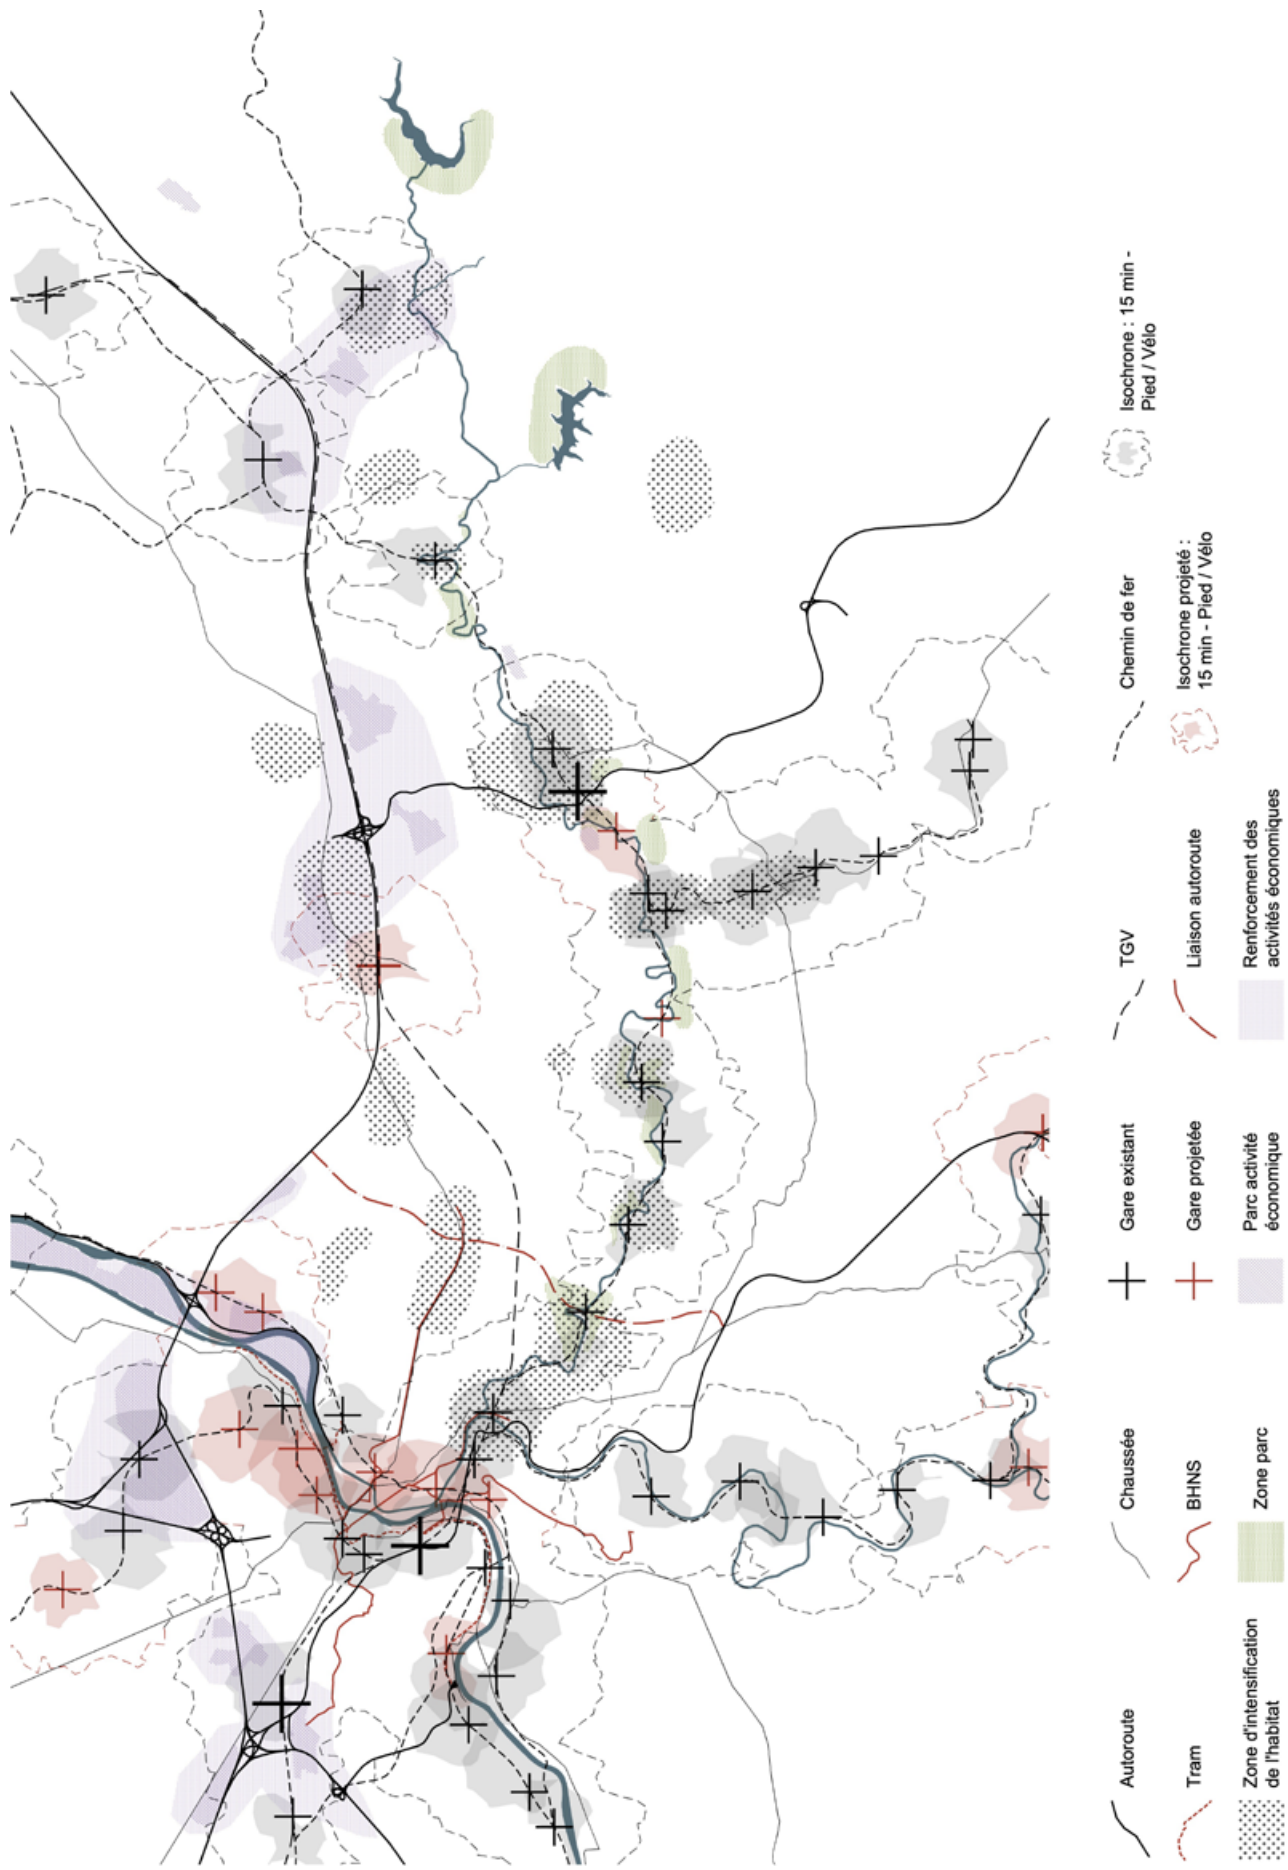 Autoroute
Chaussée
Gare existant
TGV
Chemin de fer
Isochrone : 15 min -
Pied / Vélo
Tram
BHNS
Gare projetée
Liaison autoroute
Isochrone projeté :
15 min - Pied / Vélo
Zone d'intensification
de l'habitat
Zone parc
Parc activité
économique
Renforcement des
activités économiques